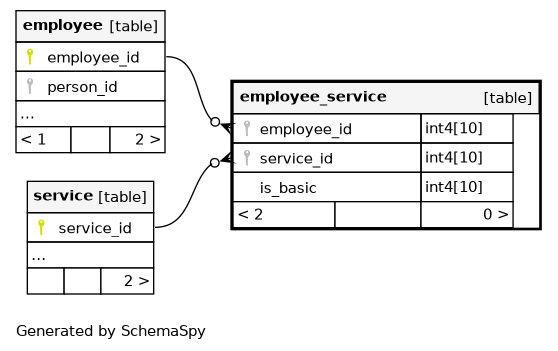 employee [table]
employee_id
person_id
...
< 1 2 >
service [table]
service_id
...
2 >
employee_service [table]
employee_id int4[10]
service_id int4[10]
is_basic int4[10]
< 2 0 >
Generated by SchemaSpy